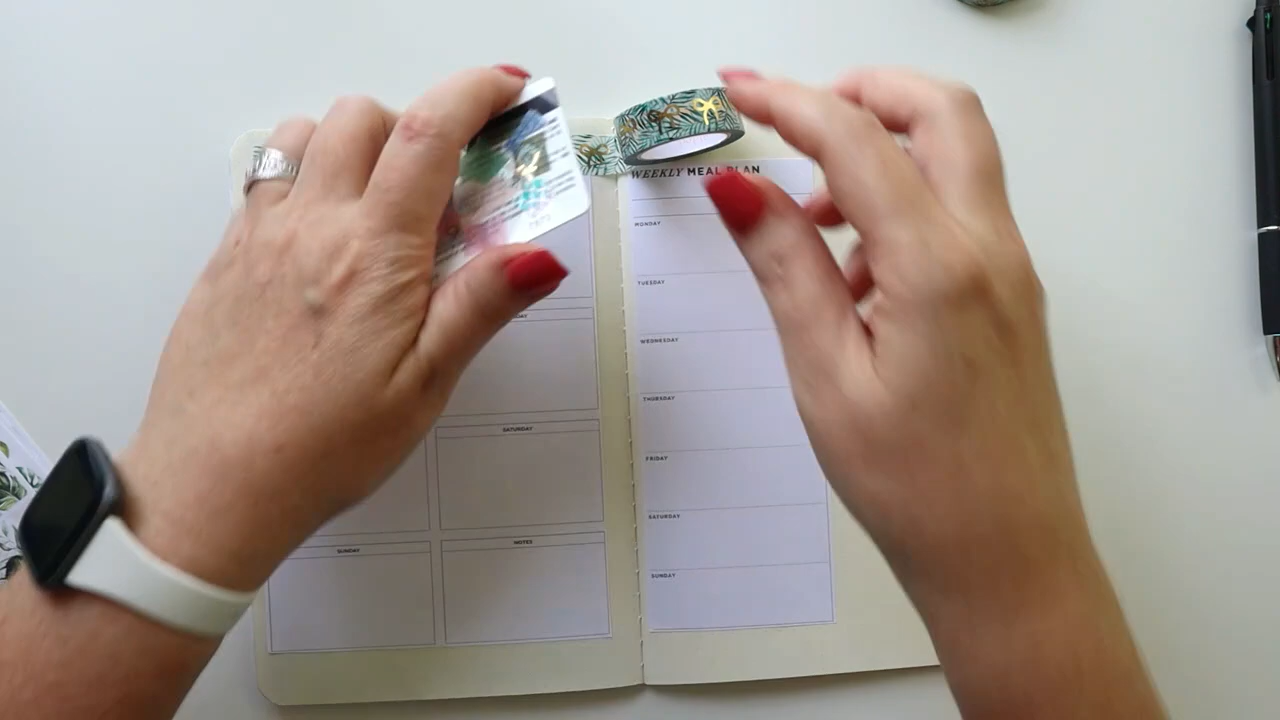 WEEKLY MEAL PLAN
MONDAY
TUESDAY
WEDNESDAY
THURSDAY
FRIDAY
SATURDAY
SUNDAY
SATURDAY
SUNDAY
NOTES